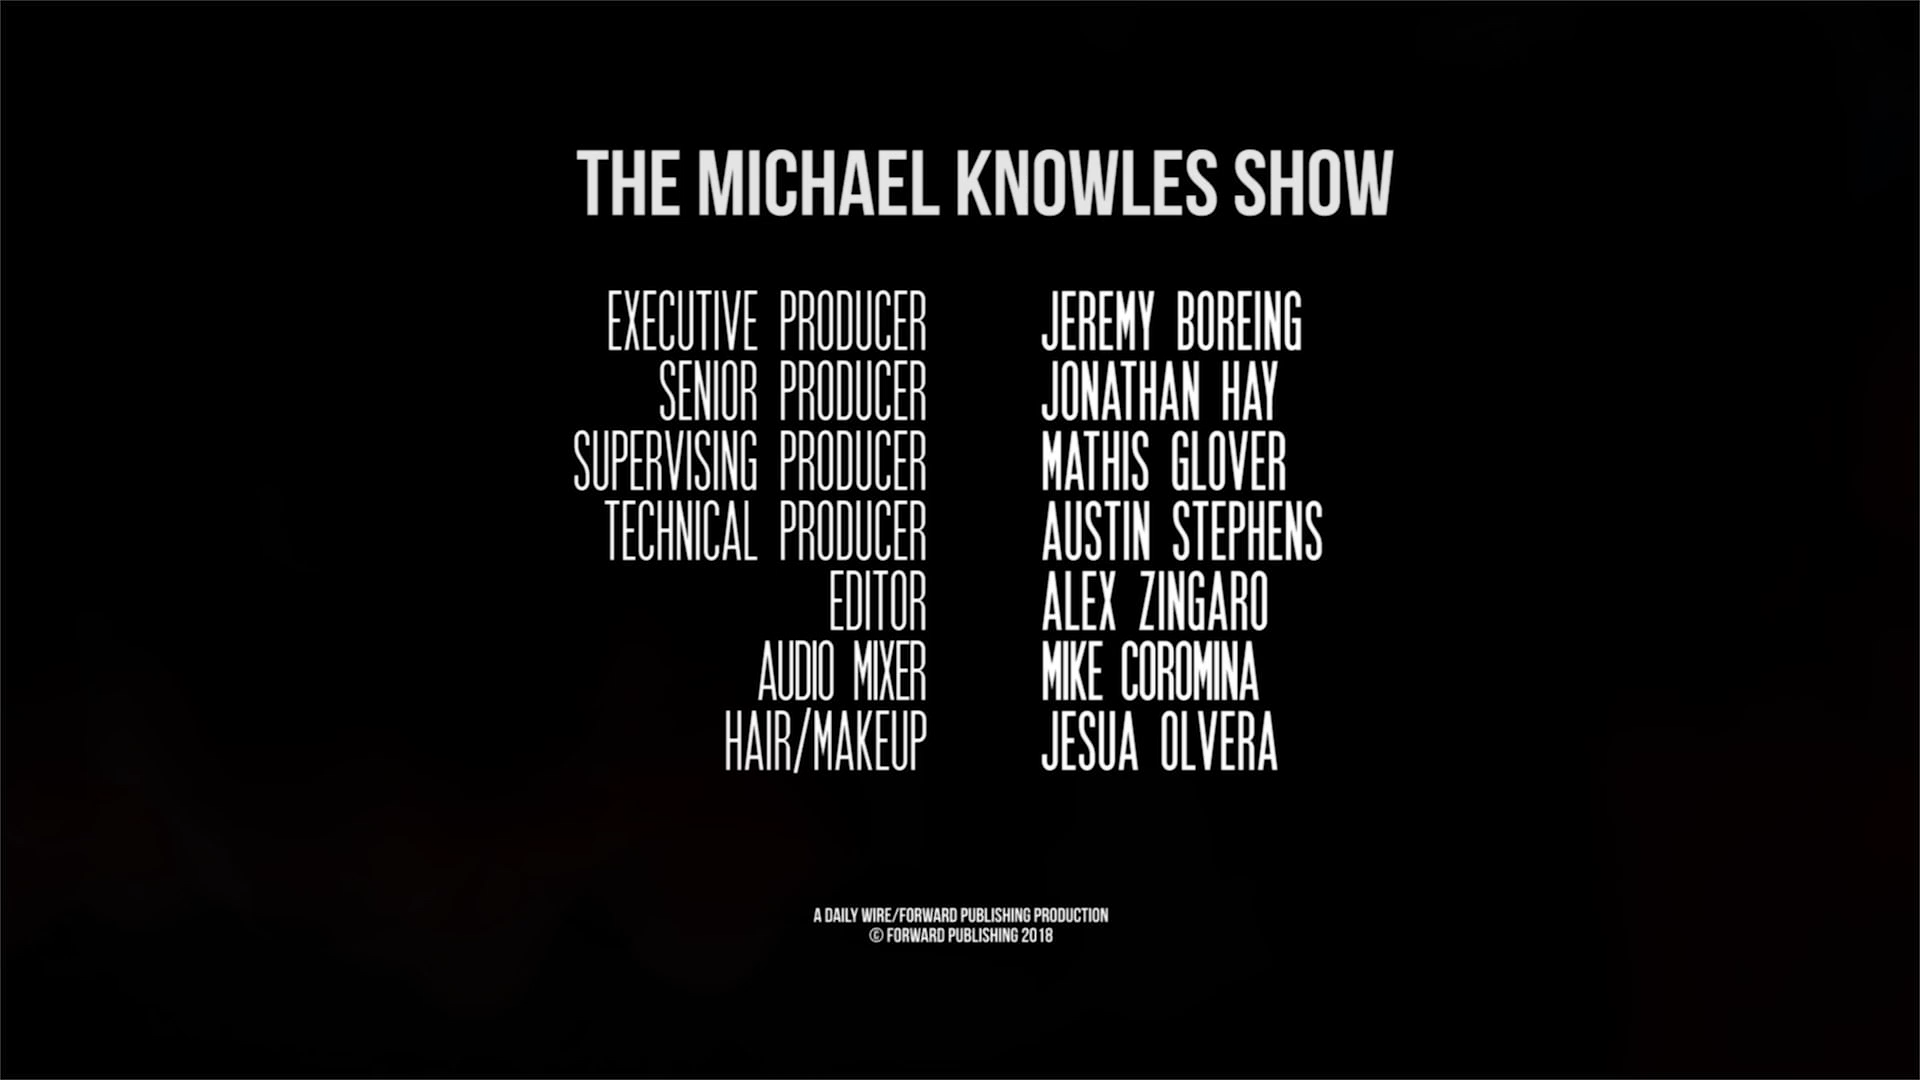 THE MICHAEL KNOWLES SHOW
EXECUTIVE PRODUCER JEREMY BOREING
SENIOR PRODUCER JONATHAN HAY
SUPERVISING PRODUCER MATHIS GLOVER
TECHNICAL PRODUCER AUSTIN STEPHENS
EDITOR ALEX ZINGARO
AUDIO MIXER MIKE COROMINA
HAIR/MAKEUP JESUA OLVERA
A DAILY WIRE/FORWARD PUBLISHING PRODUCTION
© FORWARD PUBLISHING 2018